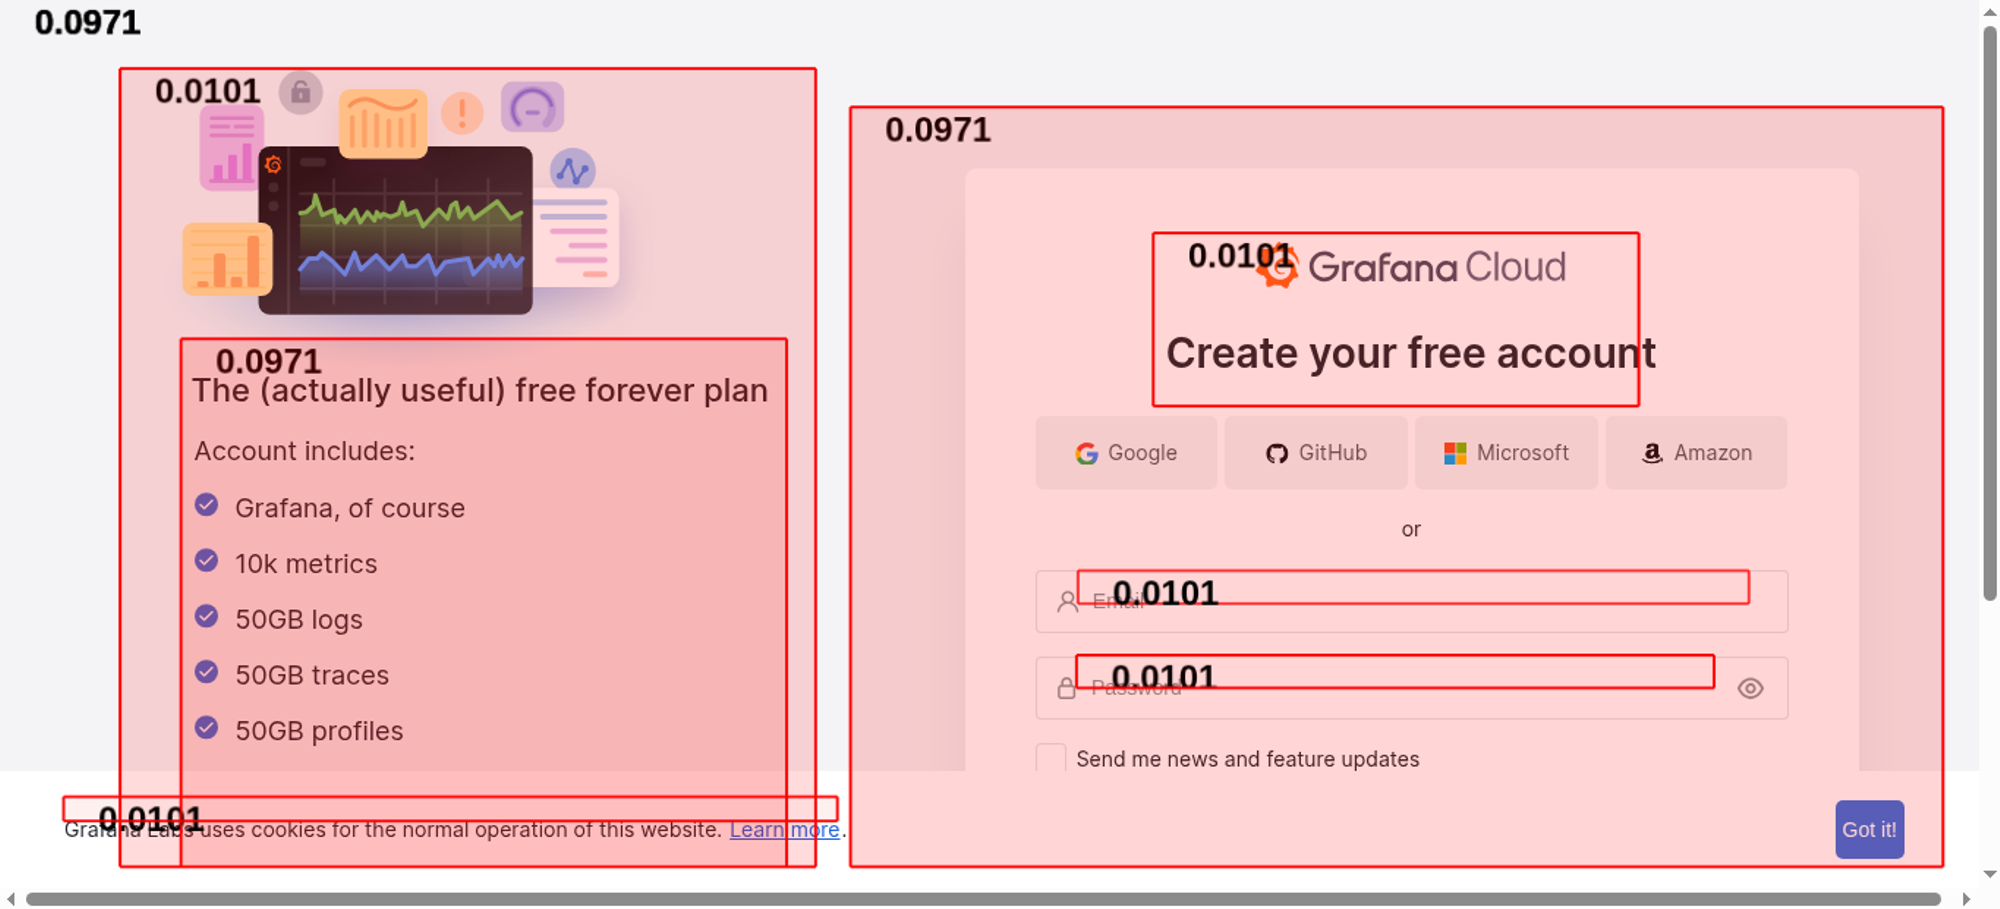 0.0971
0.0101
0.0971
The (actually useful) free forever plan
Account includes:
Grafana, of course
10k metrics
50GB logs
50GB traces
50GB profiles
0.0971
0.0101
Grafana Cloud
Create your free account
Google
GitHub
Microsoft
Amazon
or
0.0101
Email
0.0101
Password
Send me news and feature updates
0.0101
Grafana Labs uses cookies for the normal operation of this website. Learn more.
Got it!